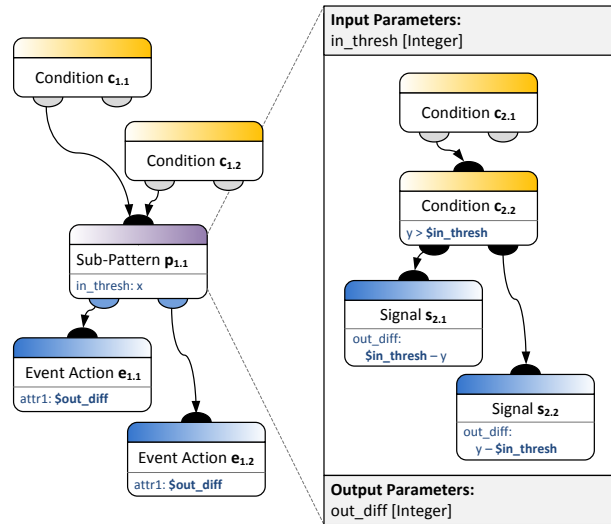 Condition c1.1
Condition c1.2
Sub-Pattern p1.1
in_thresh: x
Event Action e1.1
attr1: $out_diff
Event Action e1.2
attr1: $out_diff
Input Parameters:
in_thresh [Integer]
Condition c2.1
Condition c2.2
y > $in_thresh
Signal s2.1
out_diff:
$in_thresh – y
Signal s2.2
out_diff:
y – $in_thresh
Output Parameters:
out_diff [Integer]